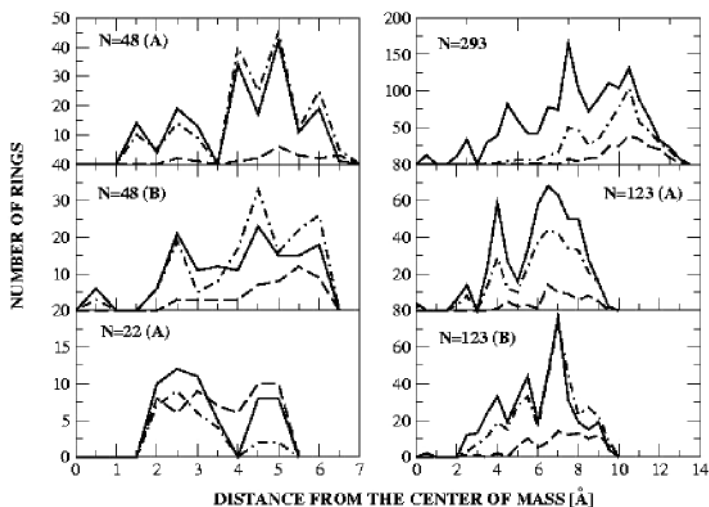 NUMBER OF RINGS
50
40
30
20
10
40
N=48 (A)
200
150
100
50
80
N=293
30
20
10
20
N=48 (B)
60
40
20
80
N=123 (A)
15
10
5
0
N=22 (A)
60
40
20
0
N=123 (B)
0 1 2 3 4 5 6 7
0 2 4 6 8 10 12 14
DISTANCE FROM THE CENTER OF MASS [Å]